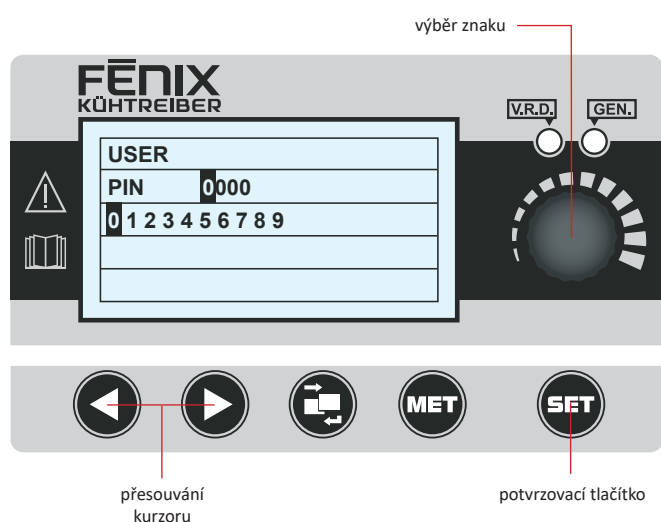 výběr znaku
FĒNIX
KÜHTREIBER
V.R.D.
GEN.
USER
PIN 0000
0 1 2 3 4 5 6 7 8 9
MET
SET
přesouvání
kurzoru
potvrzovací tlačítko